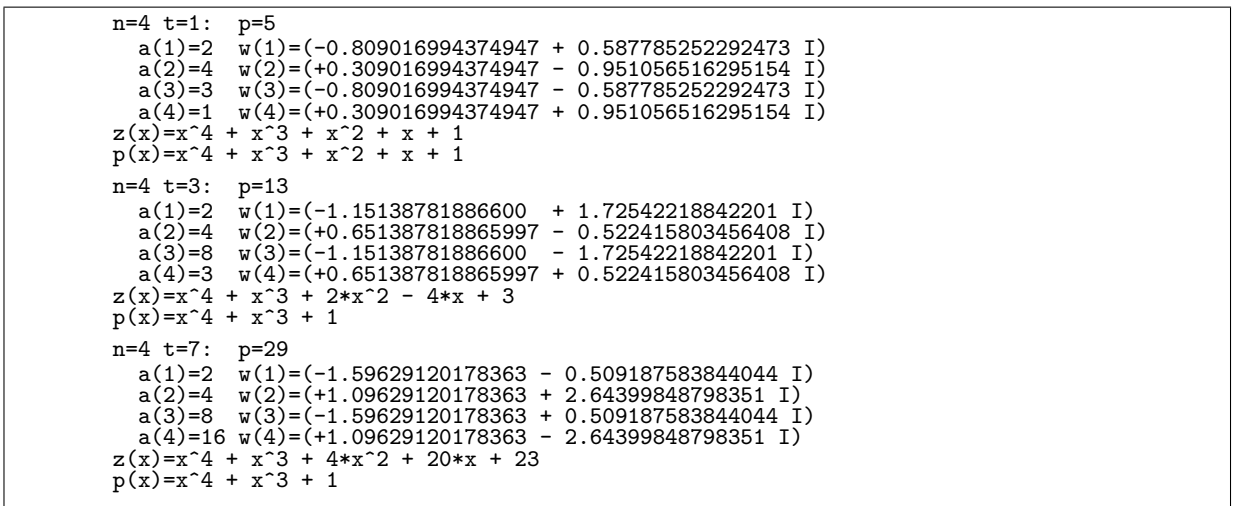 n=4 t=1:  p=5
a(1)=2  w(1)=(-0.809016994374947 + 0.587785252292473 I)
a(2)=4  w(2)=(+0.309016994374947 - 0.951056516295154 I)
a(3)=3  w(3)=(-0.809016994374947 - 0.587785252292473 I)
a(4)=1  w(4)=(+0.309016994374947 + 0.951056516295154 I)
z(x)=x^4 + x^3 + x^2 + x + 1
p(x)=x^4 + x^3 + x^2 + x + 1
n=4 t=3:  p=13
a(1)=2  w(1)=(-1.15138781886600  + 1.72542218842201 I)
a(2)=4  w(2)=(+0.651387818865997 - 0.522415803456408 I)
a(3)=8  w(3)=(-1.15138781886600  - 1.72542218842201 I)
a(4)=3  w(4)=(+0.651387818865997 + 0.522415803456408 I)
z(x)=x^4 + x^3 + 2*x^2 - 4*x + 3
p(x)=x^4 + x^3 + 1
n=4 t=7:  p=29
a(1)=2  w(1)=(-1.59629120178363 - 0.509187583844044 I)
a(2)=4  w(2)=(+1.09629120178363 + 2.64399848798351 I)
a(3)=8  w(3)=(-1.59629120178363 + 0.509187583844044 I)
a(4)=16 w(4)=(+1.09629120178363 - 2.64399848798351 I)
z(x)=x^4 + x^3 + 4*x^2 + 20*x + 23
p(x)=x^4 + x^3 + 1